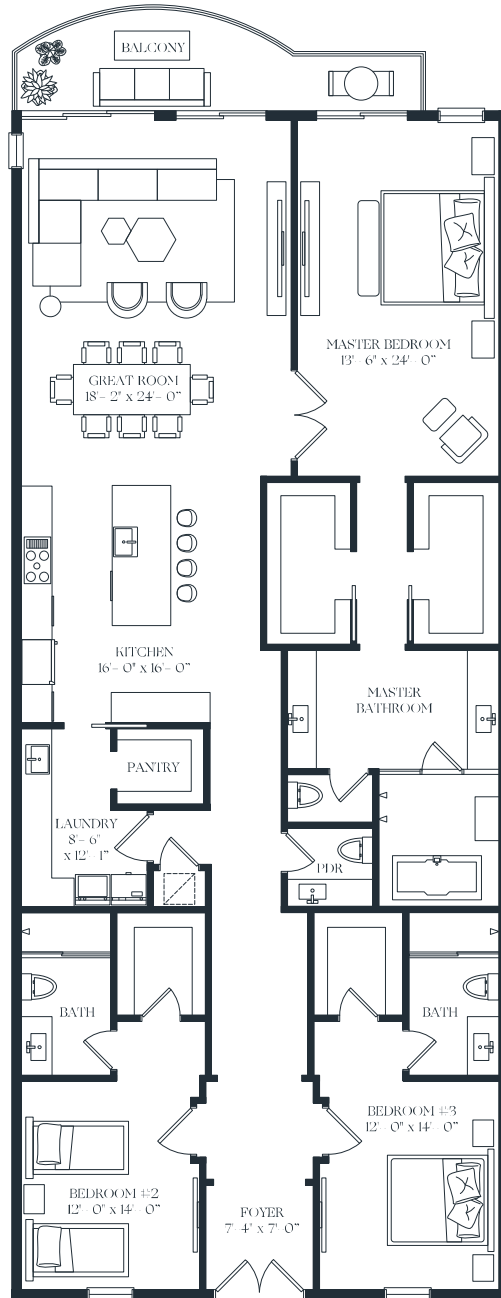 BALCONY
MASTER BEDROOM
13'- 6" x 24'- 0"
GREAT ROOM
18'- 2" x 24'- 0"
KITCHEN
16'- 0" x 16'- 0"
MASTER
BATHROOM
PANTRY
LAUNDRY
8'- 6"
x 12'- 1"
PDR
BATH
BATH
BEDROOM #3
12'- 0" x 14'- 0"
BEDROOM #2
12'- 0" x 14'- 0"
FOYER
7'- 4" x 7'- 0"